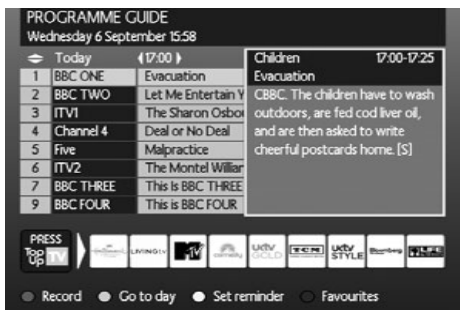 PROGRAMME GUIDE
Wednesday 6 September 15:58
Today 17:00
1 BBC ONE Evacuation
2 BBC TWO Let Me Entertain Y
3 ITV1 The Sharon Osbou
4 Channel 4 Deal or No Deal
5 Five Malpractice
6 ITV2 The Montel Williar
7 BBC THREE This Is BBC THREE
9 BBC FOUR This is BBC FOUR
Children 17:00-17:25
Evacuation
CBBC. The children have to wash
outdoors, are fed cod liver oil,
and are then asked to write
cheerful postcards home. [S]
PRESS
Top
Up TV
LIVINGtv
MTV
comedy
uktv
GOLD
TCM
uktv
STYLE
Bloomberg
Record Go to day Set reminder Favourites